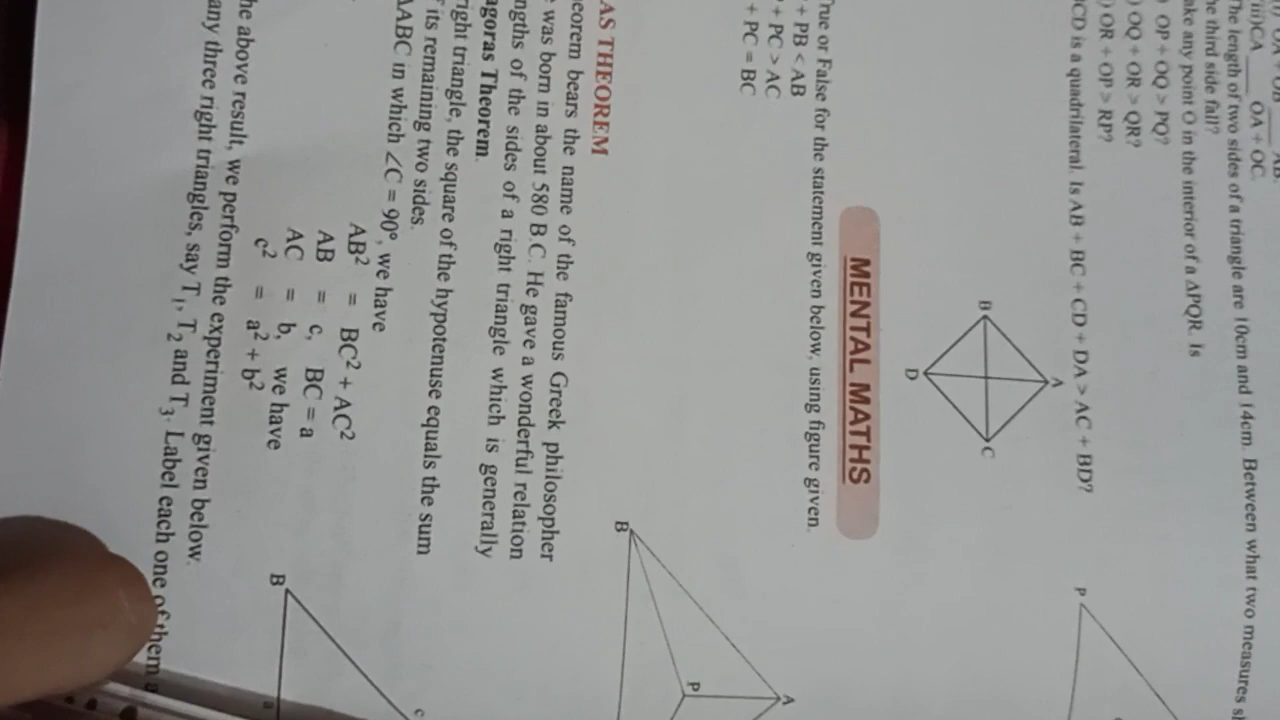 OA + OB ____ AB
(iii) CA ____ OA + OC.
The length of two sides of a triangle are 10cm and 14cm. Between what two measures
he third side fall?
ake any point O in the interior of a ΔPQR. Is
) OP + OQ > PQ?
) OQ + OR > QR?
) OR + OP > RP?
CD is a quadrilateral. Is AB + BC + CD + DA > AC + BD?
P
A
B
C
D
MENTAL MATHS
True or False for the statement given below, using figure given.
+ PB < AB
+ PC > AC
+ PC = BC
A
P
B
AS THEOREM
eorem bears the name of the famous Greek philosopher
was born in about 580 B.C. He gave a wonderful relation
ngths of the sides of a right triangle which is generally
agoras Theorem.
right triangle, the square of the hypotenuse equals the sum
f its remaining two sides.
ΔABC in which ∠C = 90°, we have
AB² = BC² + AC²
AB = c, BC = a
AC = b, we have
c² = a² + b²
B
c
a
he above result, we perform the experiment given below.
any three right triangles, say T₁, T₂ and T₃. Label each one of them